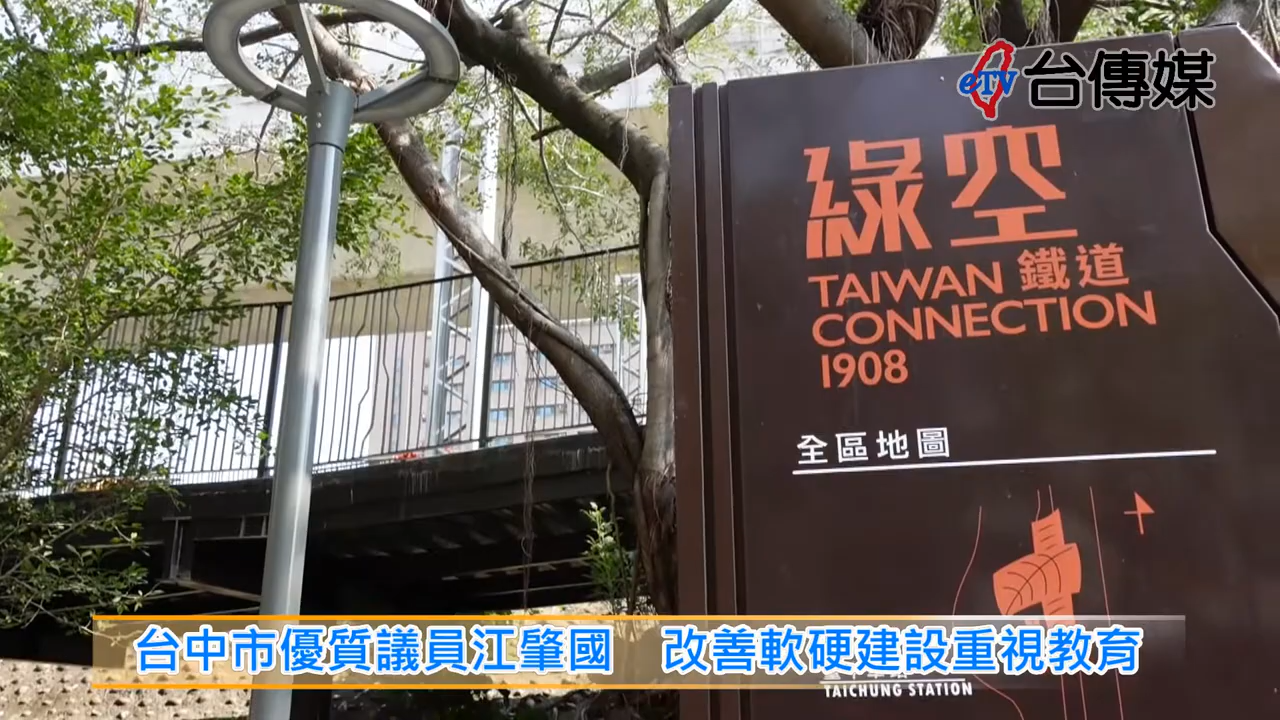 eTV 台傳媒
綠空
TAIWAN 鐵道
CONNECTION
1908
全區地圖
台中市優質議員江肇國 改善軟硬建設重視教育
TAICHUNG STATION